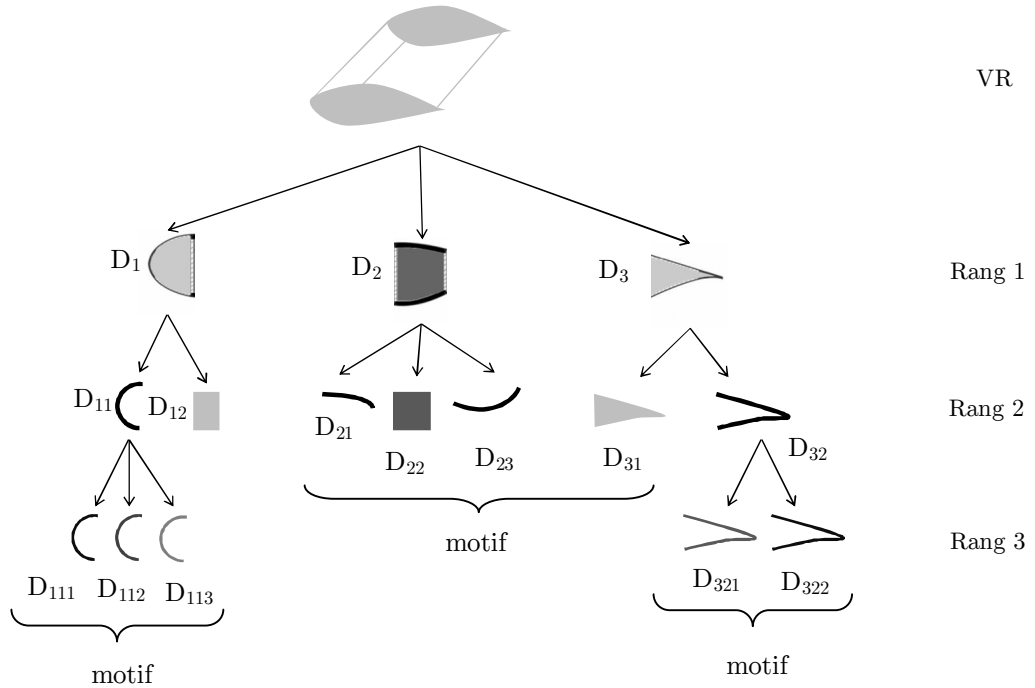 VR
D₁
D₂
D₃
Rang 1
D₁₁
D₁₂
D₂₁
D₂₂
D₂₃
D₃₁
D₃₂
Rang 2
motif
Rang 3
D₁₁₁
D₁₁₂
D₁₁₃
D₃₂₁
D₃₂₂
motif
motif